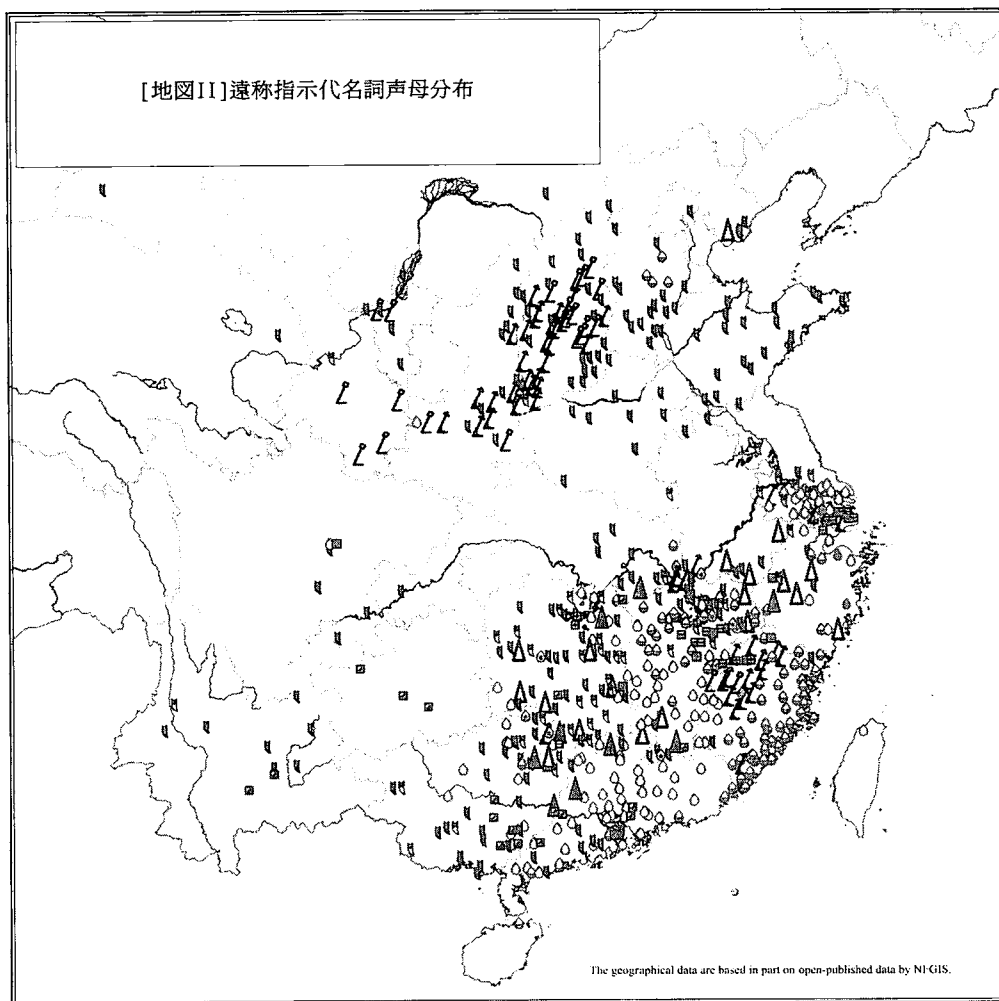 [地図II]遠称指示代名詞声母分布
The geographical data are based in part on open-published data by NFGIS.